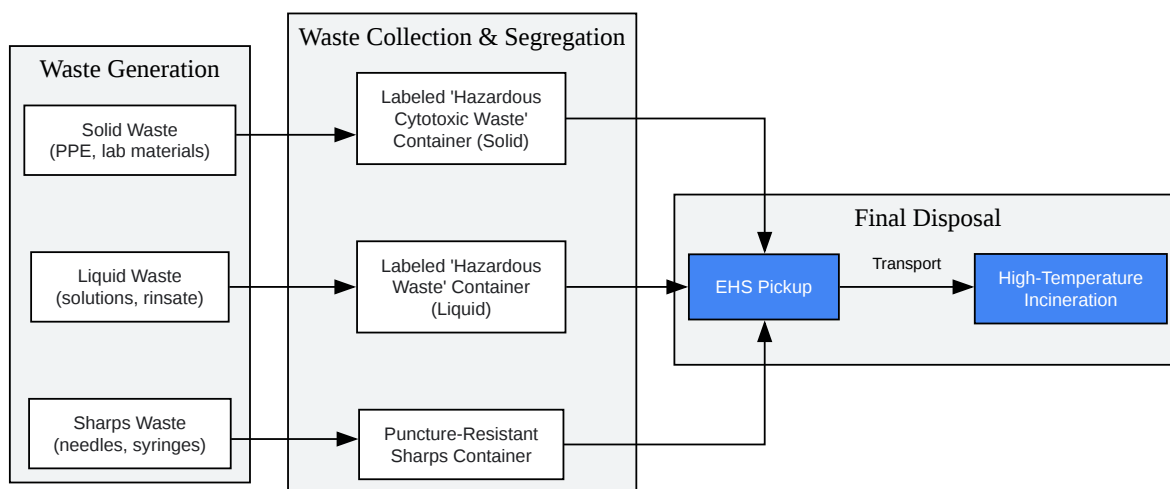 Waste Generation
Solid Waste
(PPE, lab materials)
Liquid Waste
(solutions, rinsate)
Sharps Waste
(needles, syringes)
Waste Collection & Segregation
Labeled 'Hazardous
Cytotoxic Waste'
Container (Solid)
Labeled 'Hazardous
Waste' Container
(Liquid)
Puncture-Resistant
Sharps Container
Final Disposal
EHS Pickup
Transport
High-Temperature
Incineration